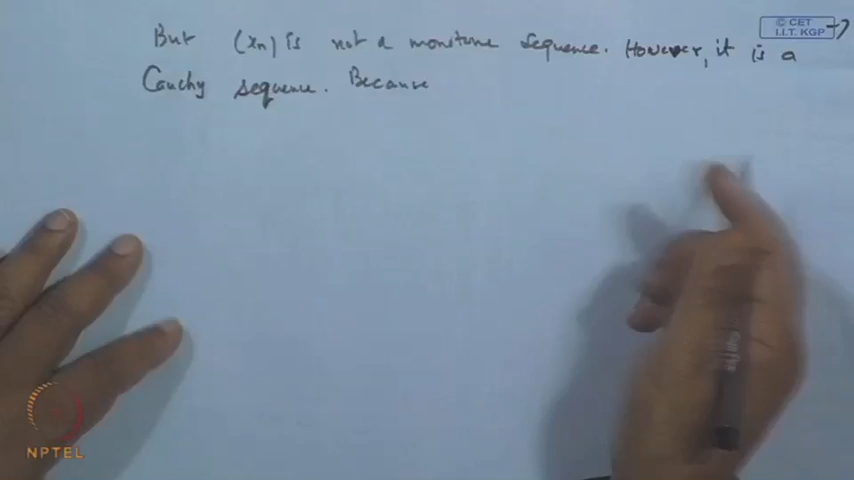 © CET
I.I.T. KGP
But (xn) is not a monotone sequence. However, it is a
Cauchy sequence. Because
NPTEL